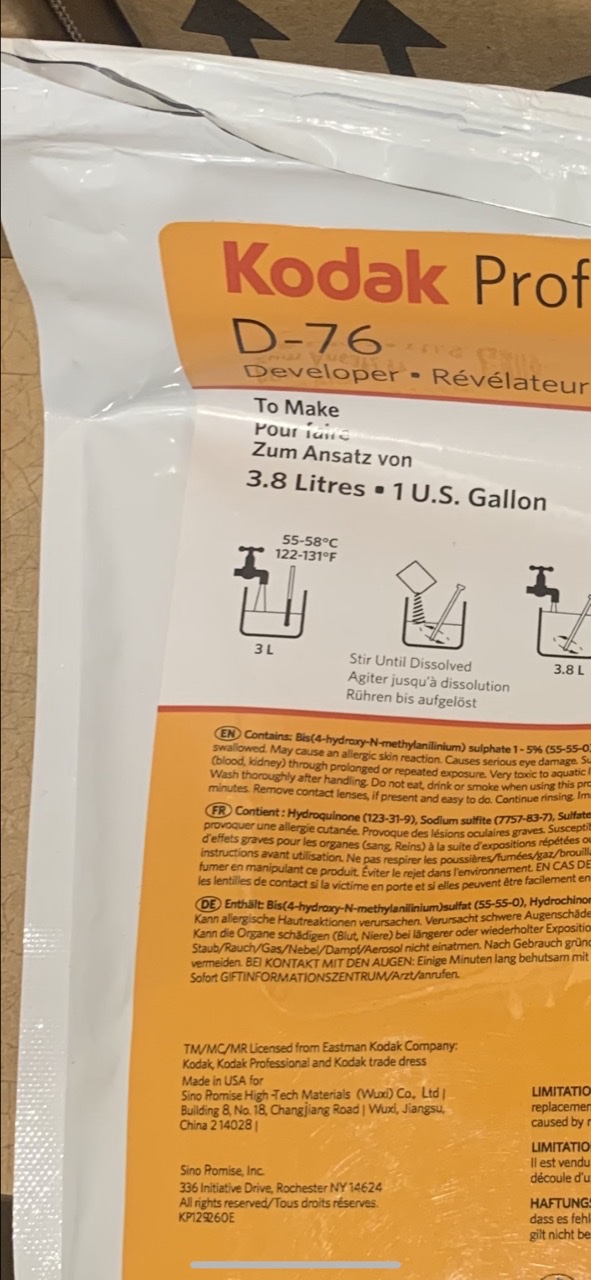 Kodak Prof
D-76
Developer ▪ Révélateur
To Make
Pour faire
Zum Ansatz von
3.8 Litres ▪ 1 U.S. Gallon
55-58°C
122-131°F
3 L
Stir Until Dissolved
Agiter jusqu'à dissolution
Rühren bis aufgelöst
3.8 L
EN Contains: Bis(4-hydroxy-N-methylanilinium) sulphate 1 - 5% (55-55-0
swallowed. May cause an allergic skin reaction. Causes serious eye damage. Su
(blood, kidney) through prolonged or repeated exposure. Very toxic to aquatic l
Wash thoroughly after handling. Do not eat, drink or smoke when using this pro
minutes. Remove contact lenses, if present and easy to do. Continue rinsing. Im
FR Contient : Hydroquinone (123-31-9), Sodium sulfite (7757-83-7), Sulfate
provoquer une allergie cutanée. Provoque des lésions oculaires graves. Suscepti
d'effets graves pour les organes (sang, Reins) à la suite d'expositions répétées ou
instructions avant utilisation. Ne pas respirer les poussières/fumées/gaz/brouilla
fumer en manipulant ce produit. Éviter le rejet dans l'environnement. EN CAS DE
les lentilles de contact si la victime en porte et si elles peuvent être facilement en
DE Enthält: Bis(4-hydroxy-N-methylanilinium)sulfat (55-55-0), Hydrochinon
Kann allergische Hautreaktionen verursachen. Verursacht schwere Augenschäde
Kann die Organe schädigen (Blut, Niere) bei längerer oder wiederholter Expositio
Staub/Rauch/Gas/Nebel/Dampf/Aerosol nicht einatmen. Nach Gebrauch gründ
vermeiden. BEI KONTAKT MIT DEN AUGEN: Einige Minuten lang behutsam mit
Sofort GIFTINFORMATIONSZENTRUM/Arzt/anrufen.
TM/MC/MR Licensed from Eastman Kodak Company:
Kodak, Kodak Professional and Kodak trade dress
Made in USA for
Sino Promise High-Tech Materials (Wuxi) Co., Ltd |
Building 8, No. 18, Changjiang Road | Wuxi, Jiangsu,
China 214028 |
Sino Promise, Inc.
336 Initiative Drive, Rochester NY 14624
All rights reserved/Tous droits réserves.
KP129260E
LIMITATIO
replacemen
caused by n
LIMITATIO
Il est vendu
découle d'u
HAFTUNG
dass es fehl
gilt nicht be